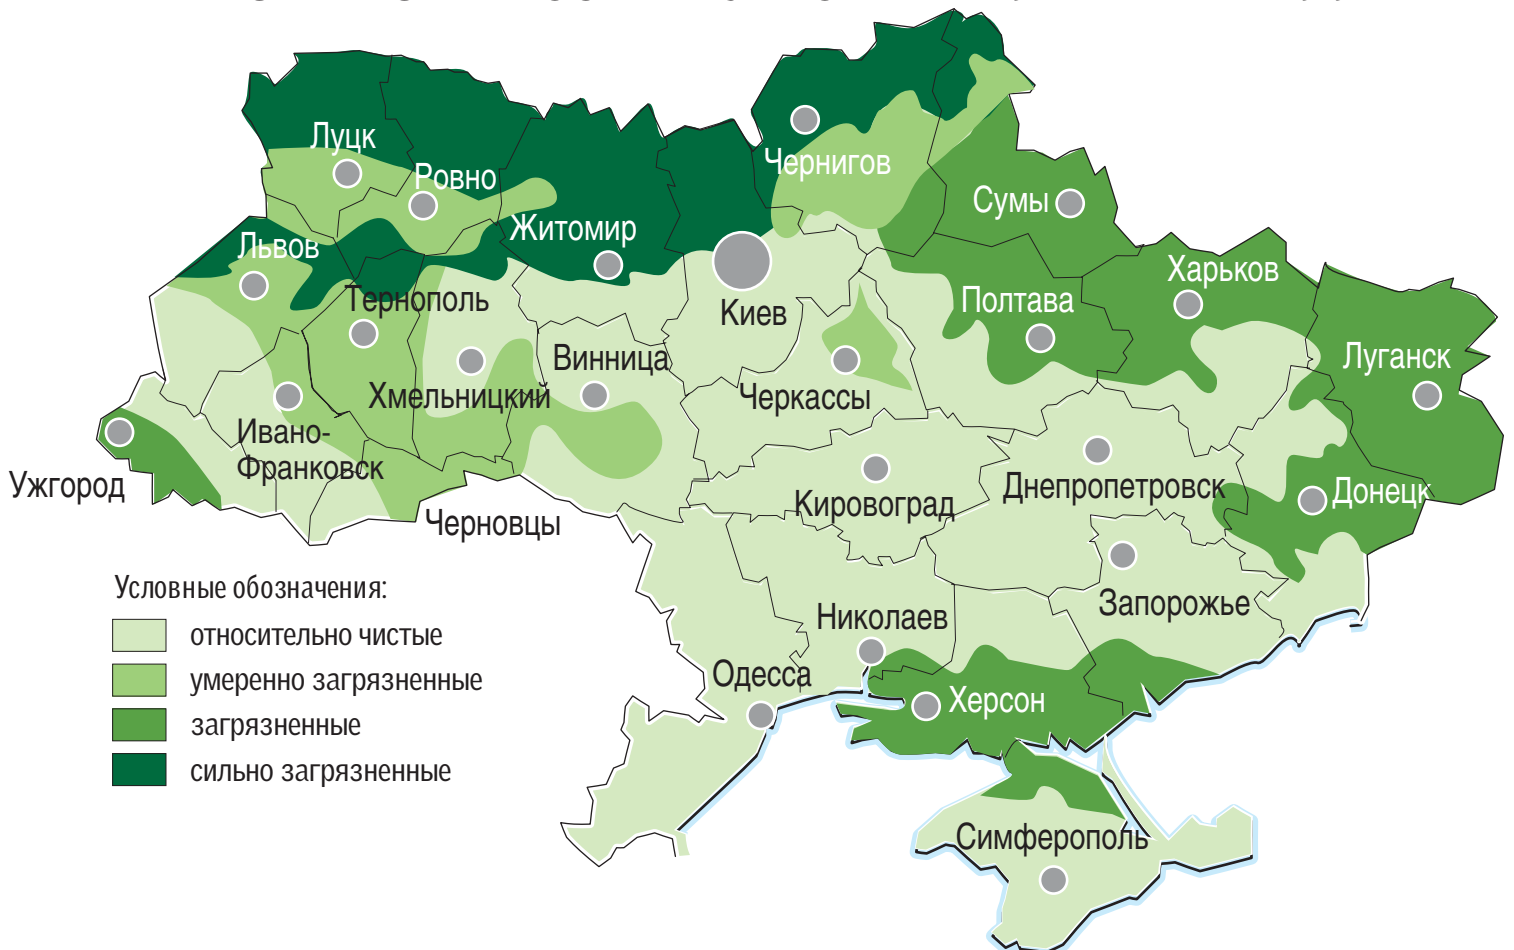 Луцк
Ровно
Чернигов
Житомир
Сумы
Львов
Харьков
Тернополь
Полтава
Киев
Винница
Луганск
Хмельницкий
Черкассы
Ивано-
Франковск
Ужгород
Днепропетровск
Донецк
Кировоград
Черновцы
Запорожье
Николаев
Одесса
Херсон
Симферополь
Условные обозначения:
относительно чистые
умеренно загрязненные
загрязненные
сильно загрязненные